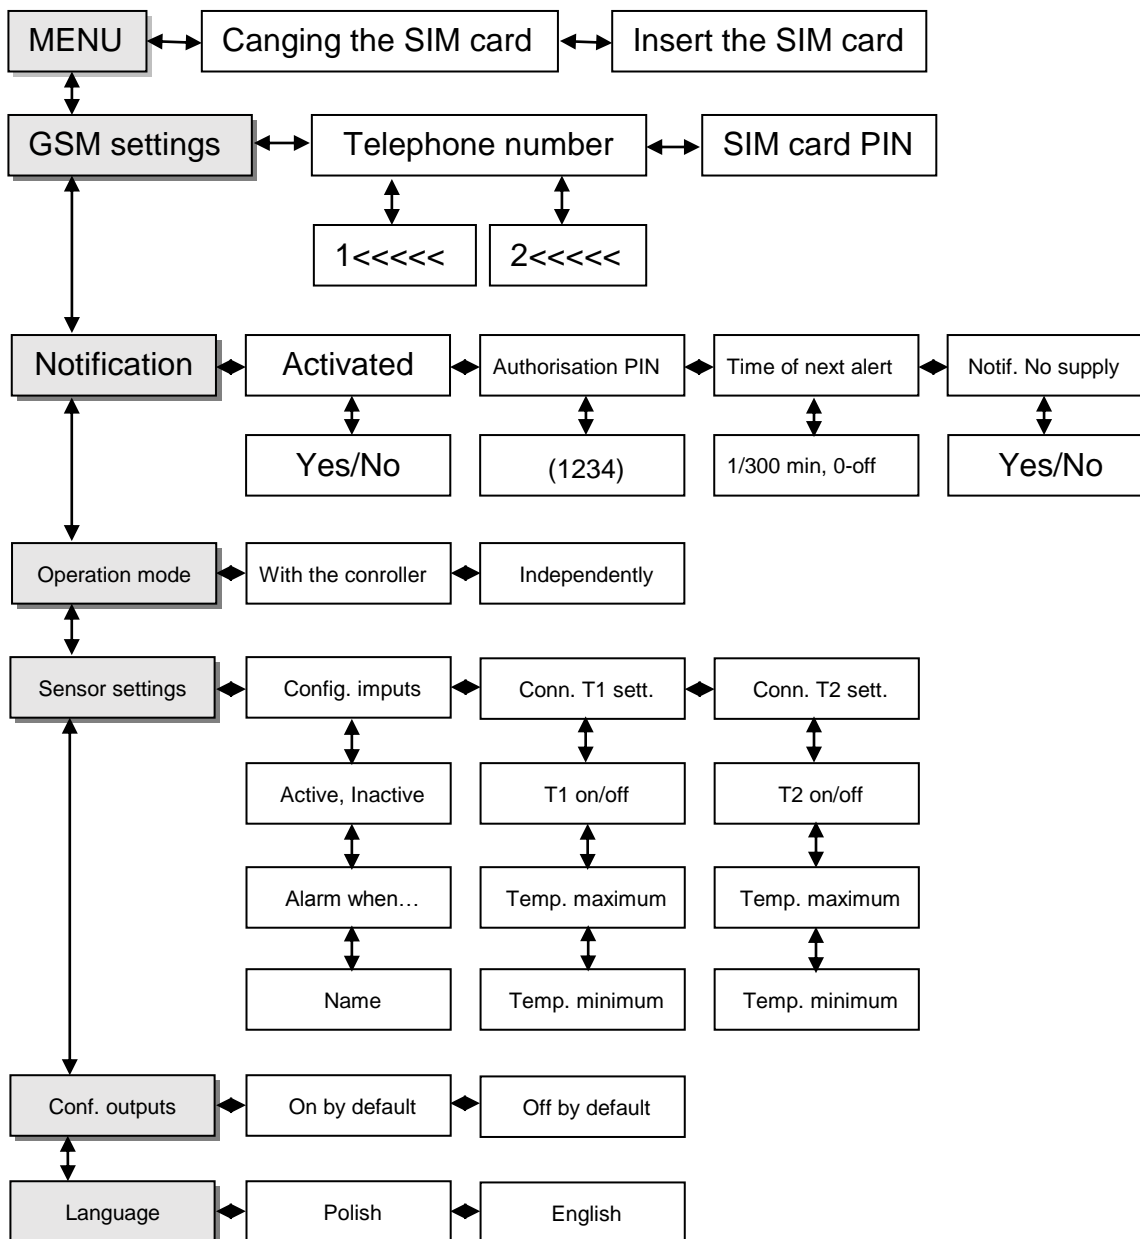 MENU
Canging the SIM card
Insert the SIM card
GSM settings
Telephone number
SIM card PIN
1<<<<<
2<<<<<
Notification
Activated
Authorisation PIN
Time of next alert
Notif. No supply
Yes/No
(1234)
1/300 min, 0-off
Yes/No
Operation mode
With the conroller
Independently
Sensor settings
Config. imputs
Conn. T1 sett.
Conn. T2 sett.
Active, Inactive
T1 on/off
T2 on/off
Alarm when…
Temp. maximum
Temp. maximum
Name
Temp. minimum
Temp. minimum
Conf. outputs
On by default
Off by default
Language
Polish
English